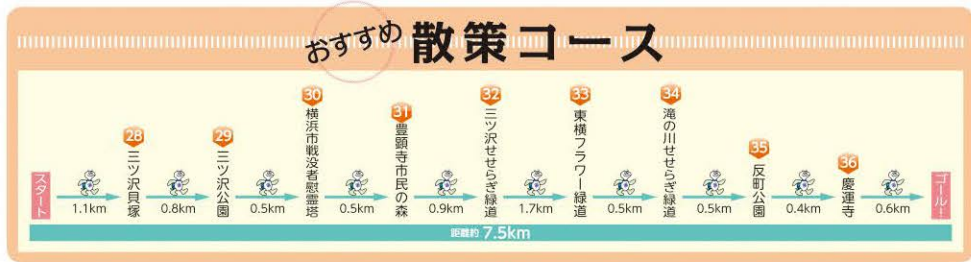 おすすめ 散策コース
スタート
1.1km
28 三ツ沢貝塚
0.8km
29 三ツ沢公園
0.5km
30 横浜市戦没者慰霊塔
0.5km
31 豊顕寺市民の森
0.9km
32 三ツ沢せせらぎ緑道
1.7km
33 東横フラワー緑道
0.5km
34 滝の川せせらぎ緑道
0.5km
35 反町公園
0.4km
36 慶運寺
0.6km
ゴール!
距離約 7.5km